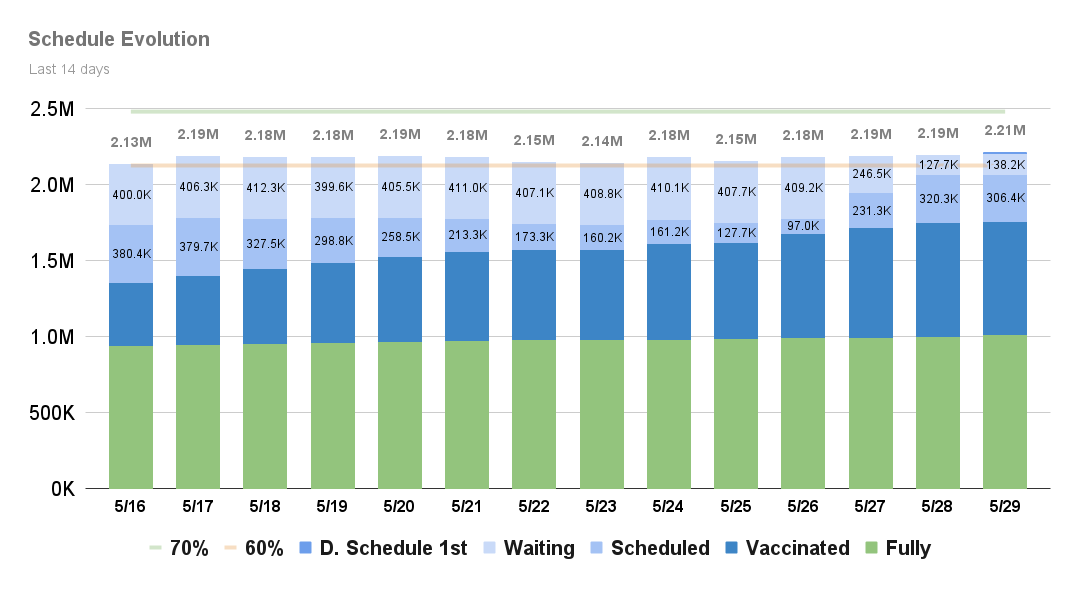 Schedule Evolution
Last 14 days
2.5M
2.13M 2.19M 2.18M 2.18M 2.19M 2.18M 2.15M 2.14M 2.18M 2.15M 2.18M 2.19M 2.19M 2.21M
2.0M
400.0K 406.3K 412.3K 399.6K 405.5K 411.0K 407.1K 408.8K 410.1K 407.7K 409.2K 246.5K 127.7K 138.2K
380.4K 379.7K 327.5K 298.8K 258.5K 213.3K 173.3K 160.2K 161.2K 127.7K 97.0K 231.3K 320.3K 306.4K
1.5M
1.0M
500K
0K
5/16 5/17 5/18 5/19 5/20 5/21 5/22 5/23 5/24 5/25 5/26 5/27 5/28 5/29
70% 60% D. Schedule 1st Waiting Scheduled Vaccinated Fully